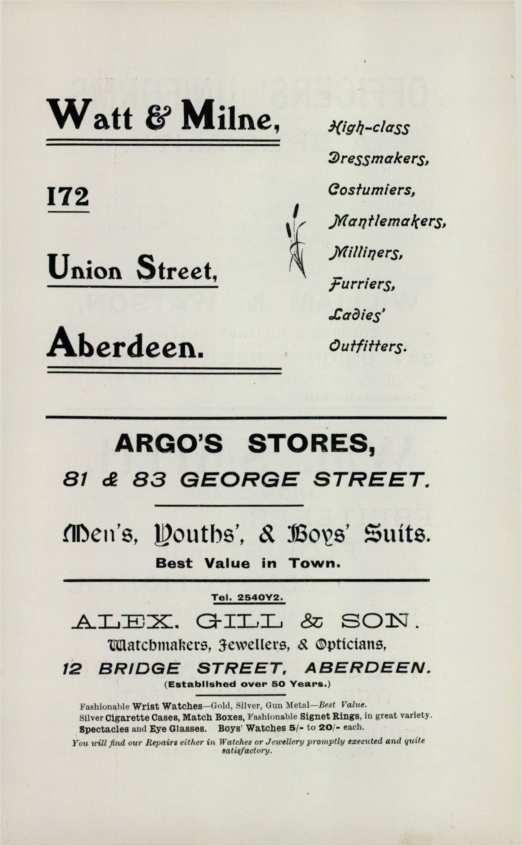 Watt & Milne,
172
Union Street,
Aberdeen.
High-class
Dressmakers,
Costumiers,
Mantlemakers,
Milliners,
Furriers,
Ladies'
Outfitters.
ARGO'S STORES,
81 & 83 GEORGE STREET.
Men's, Youths', & Boys' Suits.
Best Value in Town.
Tel. 2540Y2.
ALEX. GILL & SON.
Watchmakers, Jewellers, & Opticians,
12 BRIDGE STREET, ABERDEEN.
(Established over 50 Years.)
Fashionable Wrist Watches—Gold, Silver, Gun Metal—Best Value.
Silver Cigarette Cases, Match Boxes, Fashionable Signet Rings, in great variety.
Spectacles and Eye Glasses. Boys' Watches 5/- to 20/- each.
You will find our Repairs either in Watches or Jewellery promptly executed and quite
satisfactory.